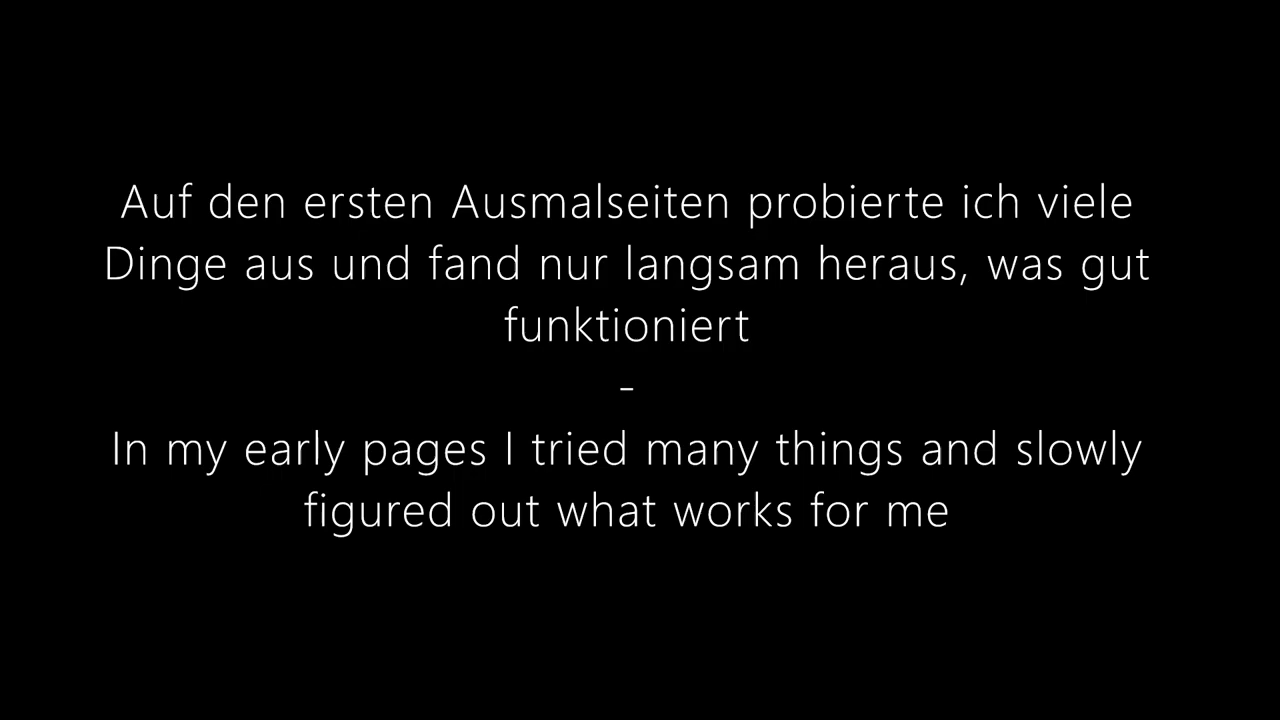 Auf den ersten Ausmalseiten probierte ich viele
Dinge aus und fand nur langsam heraus, was gut
funktioniert
-
In my early pages I tried many things and slowly
figured out what works for me